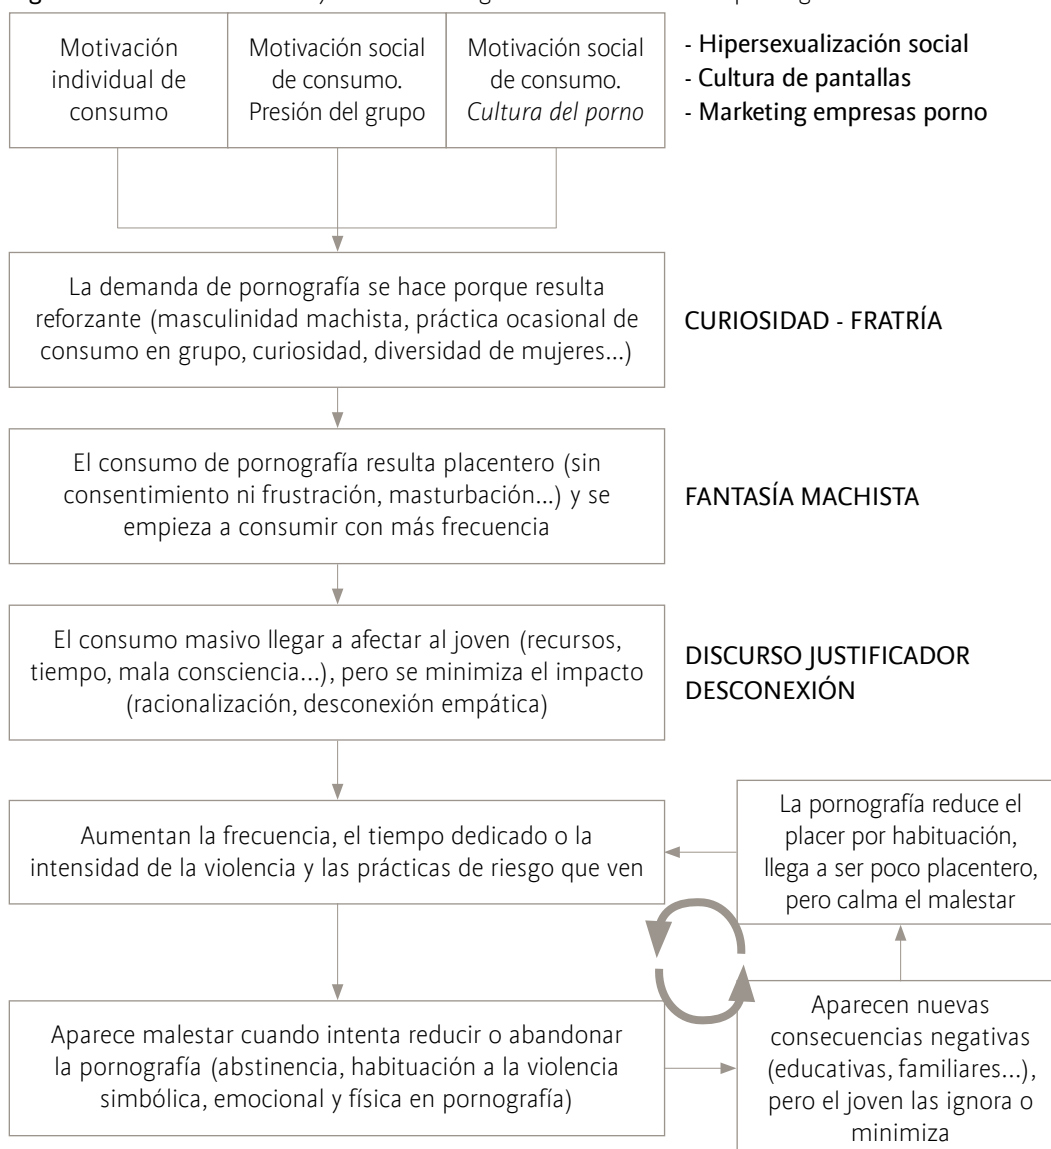 Motivación
individual de
consumo
Motivación social
de consumo.
Presión del grupo
Motivación social
de consumo.
Cultura del porno
- Hipersexualización social
- Cultura de pantallas
- Marketing empresas porno
La demanda de pornografía se hace porque resulta
reforzante (masculinidad machista, práctica ocasional de
consumo en grupo, curiosidad, diversidad de mujeres...)
CURIOSIDAD - FRATRÍA
El consumo de pornografía resulta placentero (sin
consentimiento ni frustración, masturbación...) y se
empieza a consumir con más frecuencia
FANTASÍA MACHISTA
El consumo masivo llegar a afectar al joven (recursos,
tiempo, mala consciencia...), pero se minimiza el impacto
(racionalización, desconexión empática)
DISCURSO JUSTIFICADOR
DESCONEXIÓN
Aumentan la frecuencia, el tiempo dedicado o la
intensidad de la violencia y las prácticas de riesgo que ven
La pornografía reduce el
placer por habituación,
llega a ser poco placentero,
pero calma el malestar
Aparece malestar cuando intenta reducir o abandonar
la pornografía (abstinencia, habituación a la violencia
simbólica, emocional y física en pornografía)
Aparecen nuevas
consecuencias negativas
(educativas, familiares...),
pero el joven las ignora o
minimiza